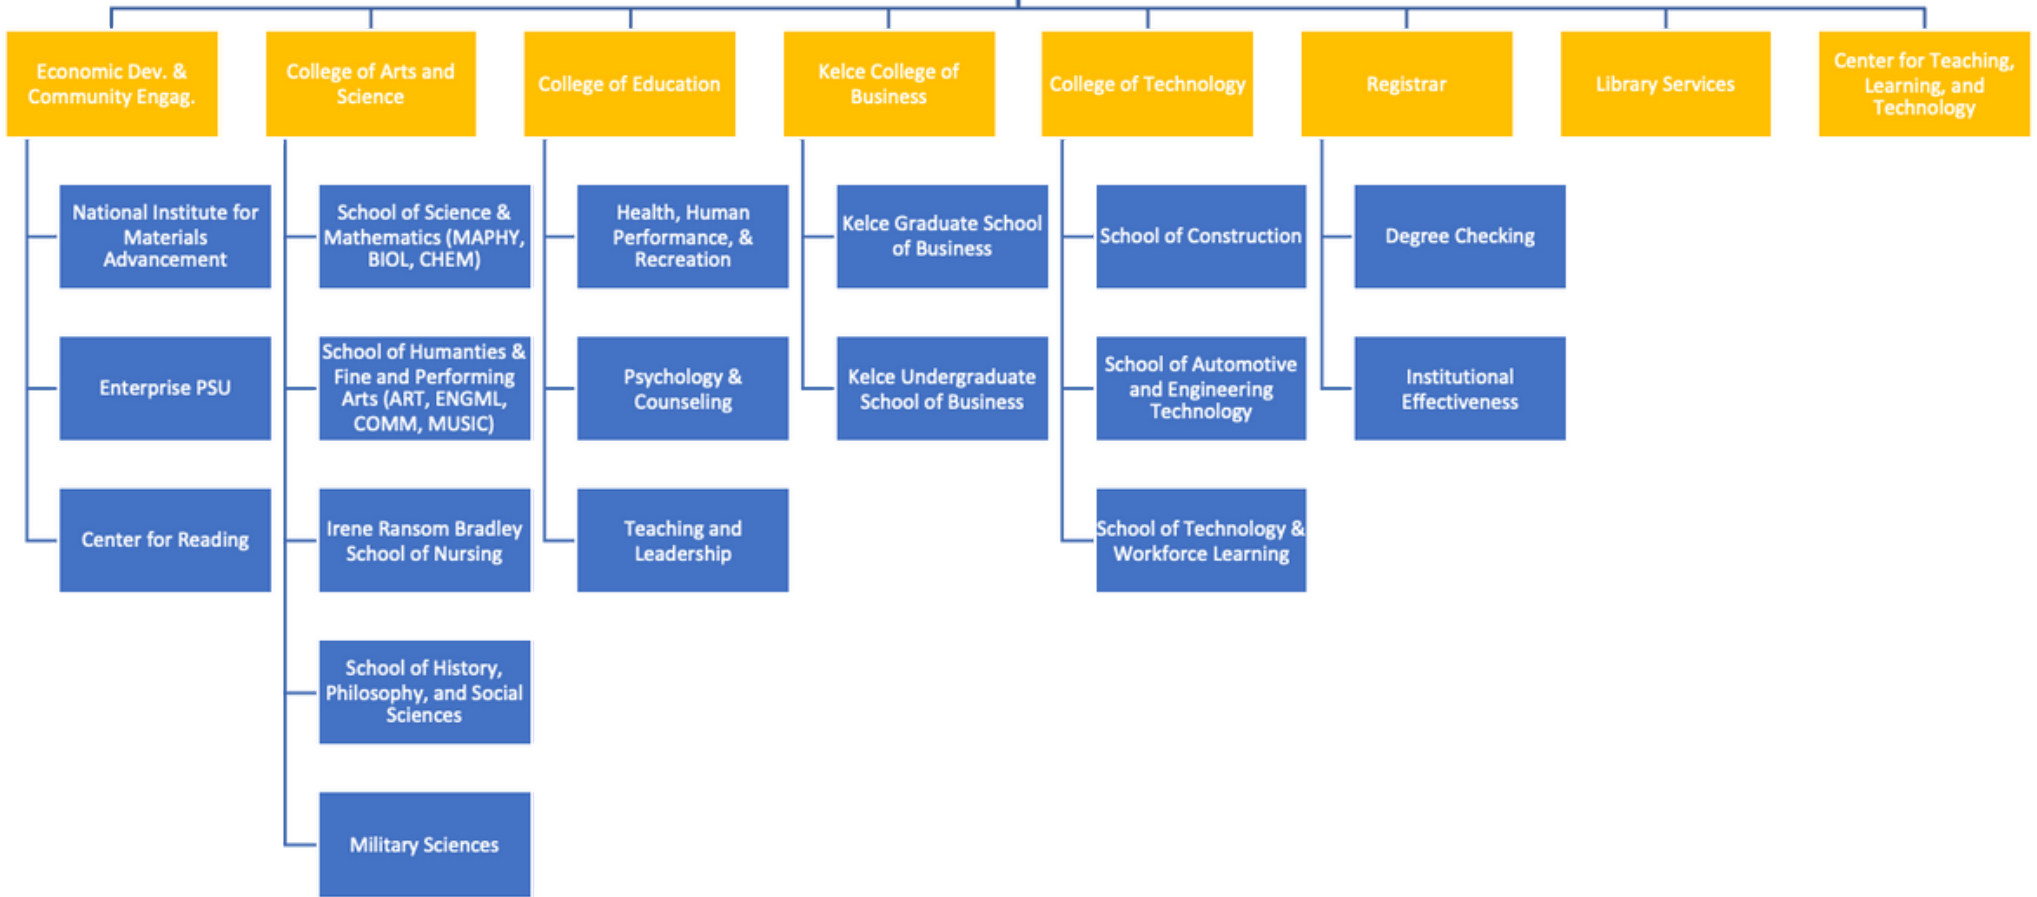 Economic Dev. &
Community Engag.
College of Arts and
Science
College of Education
Kelce College of
Business
College of Technology
Registrar
Library Services
Center for Teaching,
Learning, and
Technology
National Institute for
Materials
Advancement
Enterprise PSU
Center for Reading
School of Science &
Mathematics (MAPHY,
BIOL, CHEM)
School of Humanties &
Fine and Performing
Arts (ART, ENGML,
COMM, MUSIC)
Irene Ransom Bradley
School of Nursing
School of History,
Philosophy, and Social
Sciences
Military Sciences
Health, Human
Performance, &
Recreation
Psychology &
Counseling
Teaching and
Leadership
Kelce Graduate School
of Business
Kelce Undergraduate
School of Business
School of Construction
School of Automotive
and Engineering
Technology
School of Technology &
Workforce Learning
Degree Checking
Institutional
Effectiveness